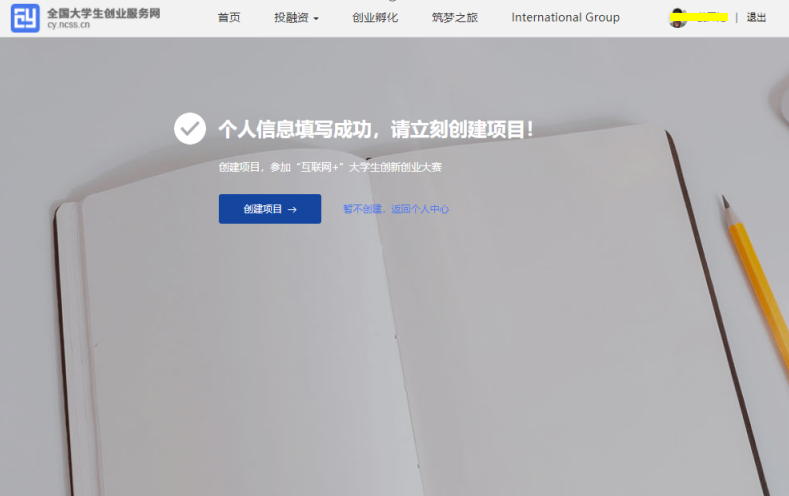 全国大学生创业服务网
cy.ncss.cn
首页 投融资 创业孵化 筑梦之旅 International Group | 退出
个人信息填写成功，请立刻创建项目！
创建项目，参加“互联网+”大学生创新创业大赛
创建项目 → 暂不创建，返回个人中心